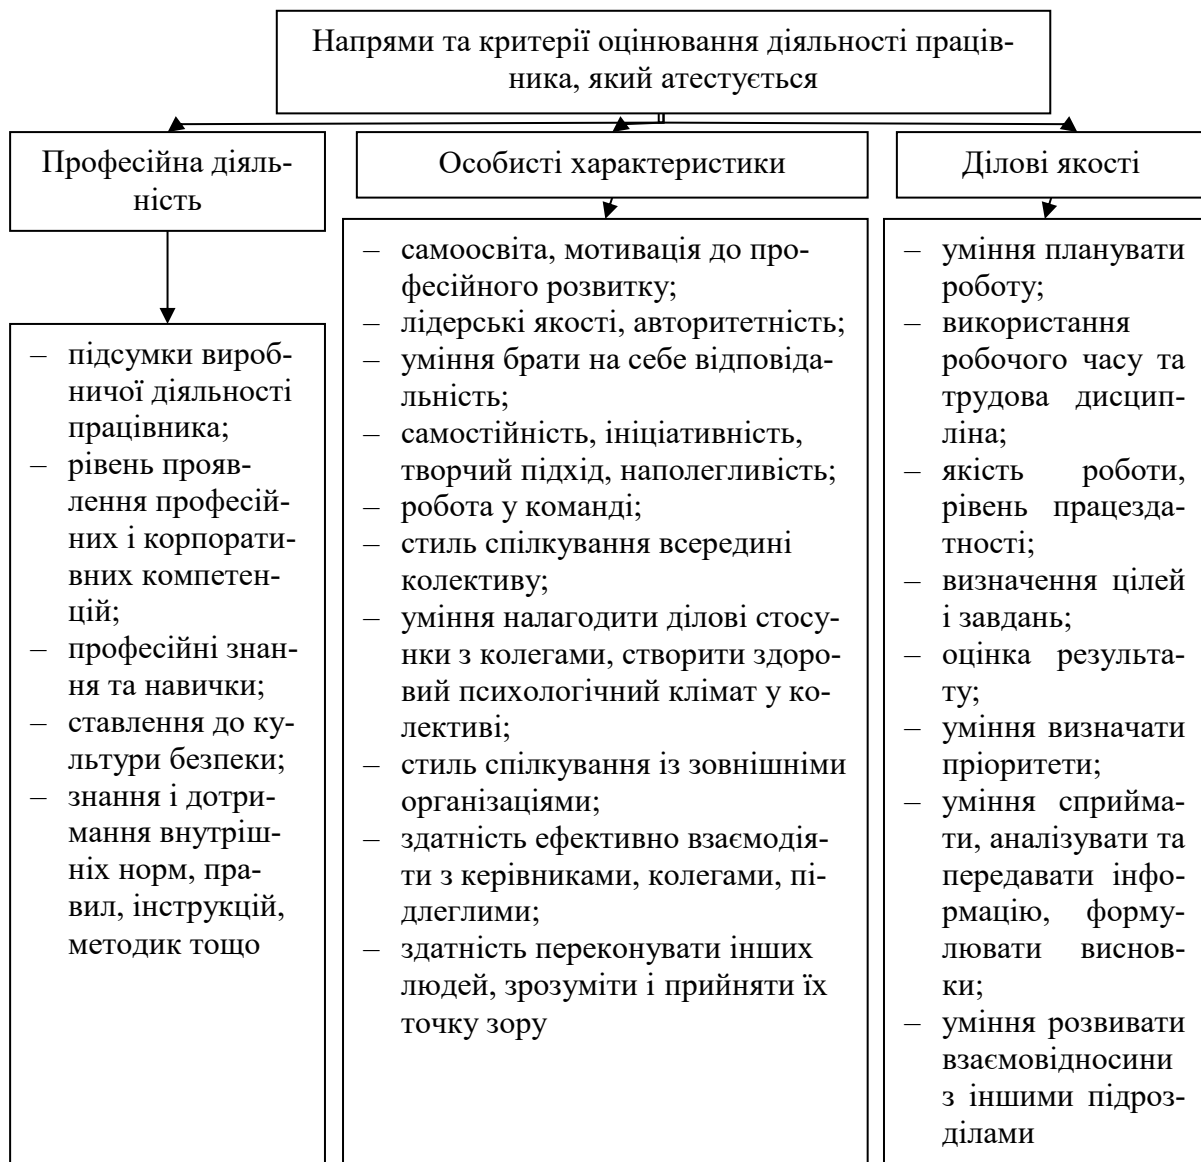 Напрями та критерії оцінювання діяльності праців-
ника, який атестується
Професійна діяль-
ність
Особисті характеристики
Ділові якості
– підсумки вироб-
ничої діяльності
працівника;
– рівень прояв-
лення професій-
них і корпорати-
вних компетен-
цій;
– професійні знан-
ня та навички;
– ставлення до ку-
льтури безпеки;
– знання і дотри-
мання внутріш-
ніх норм, пра-
вил, інструкцій,
методик тощо
– самоосвіта, мотивація до про-
фесійного розвитку;
– лідерські якості, авторитетність;
– уміння брати на себе відповіда-
льність;
– самостійність, ініціативність,
творчий підхід, наполегливість;
– робота у команді;
– стиль спілкування всередині
колективу;
– уміння налагодити ділові стосу-
нки з колегами, створити здоро-
вий психологічний клімат у ко-
лективі;
– стиль спілкування із зовнішніми
організаціями;
– здатність ефективно взаємодія-
ти з керівниками, колегами, пі-
длеглими;
– здатність переконувати інших
людей, зрозуміти і прийняти їх
точку зору
– уміння планувати
роботу;
– використання
робочого часу та
трудова дисцип-
ліна;
– якість роботи,
рівень працезда-
тності;
– визначення цілей
і завдань;
– оцінка результа-
ту;
– уміння визначати
пріоритети;
– уміння сприйма-
ти, аналізувати та
передавати інфо-
рмацію, форму-
лювати виснов-
ки;
– уміння розвивати
взаємовідносини
з іншими підроз-
ділами